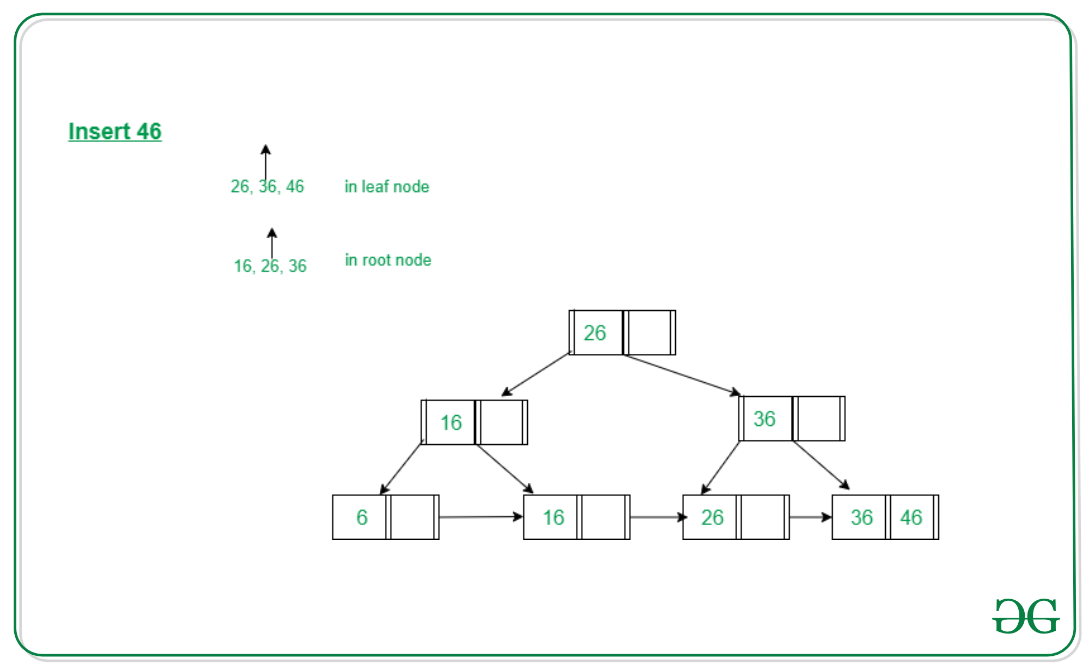 Insert 46
26, 36, 46 in leaf node
16, 26, 36 in root node
26
16 36
6 16 26 36 46